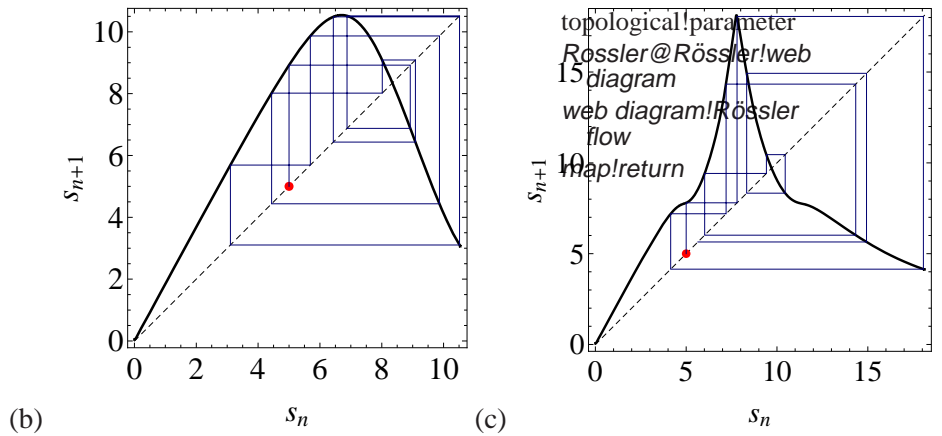 10
8
6
4
2
0
0 2 4 6 8 10
s_{n+1}
s_n
(b)
topological!parameter
Rossler@Rössler!web
diagram
web diagram!Rössler
flow
map!return
15
10
5
0
0 5 10 15
s_{n+1}
s_n
(c)